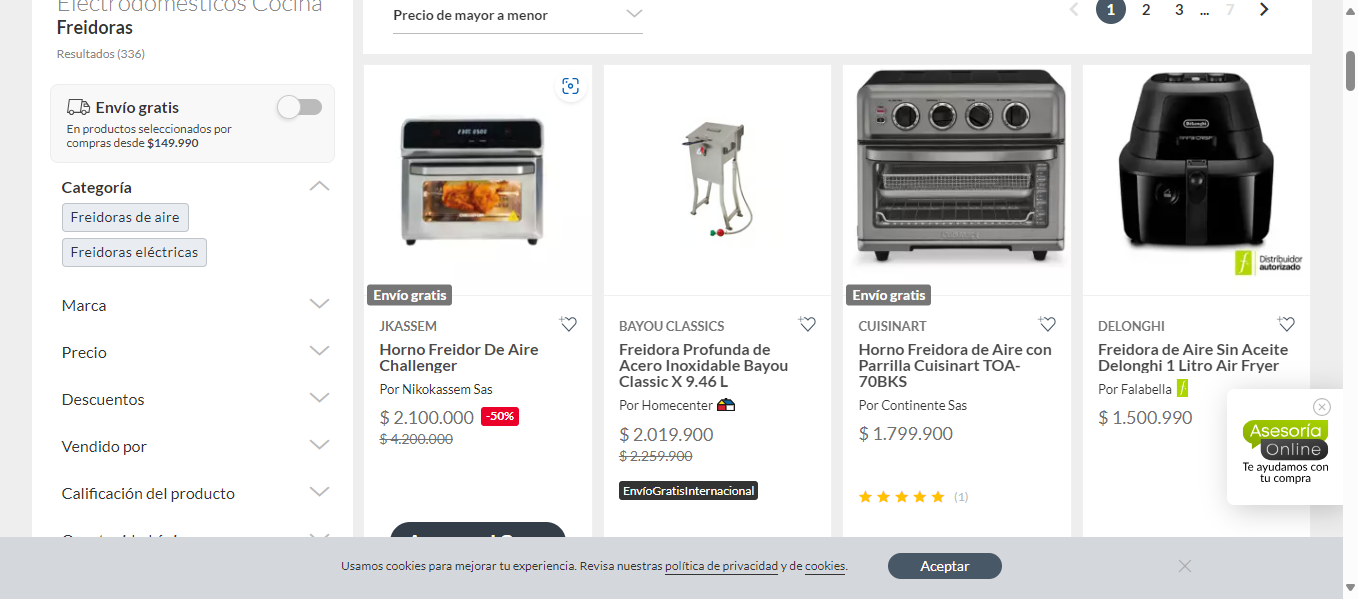 Electrodomésticos Cocina
Freidoras
Resultados (336)
Envío gratis
En productos seleccionados por
compras desde $149.990
Categoría
Freidoras de aire
Freidoras eléctricas
Marca
Precio
Descuentos
Vendido por
Calificación del producto
Precio de mayor a menor
1 2 3 ... 7
Envío gratis
JKASSEM
Horno Freidor De Aire
Challenger
Por Nikokassem Sas
$ 2.100.000 -50%
$ 4.200.000
BAYOU CLASSICS
Freidora Profunda de
Acero Inoxidable Bayou
Classic X 9.46 L
Por Homecenter
$ 2.019.900
$ 2.259.900
EnvíoGratisInternacional
Cuisinart
Envío gratis
CUISINART
Horno Freidora de Aire con
Parrilla Cuisinart TOA-
70BKS
Por Continente Sas
$ 1.799.900
(1)
DeLonghi
f. Distribuidor
autorizado
DELONGHI
Freidora de Aire Sin Aceite
Delonghi 1 Litro Air Fryer
Por Falabella f.
$ 1.500.990
Asesoría
Online
Te ayudamos con
tu compra
Usamos cookies para mejorar tu experiencia. Revisa nuestras política de privacidad y de cookies.
Aceptar